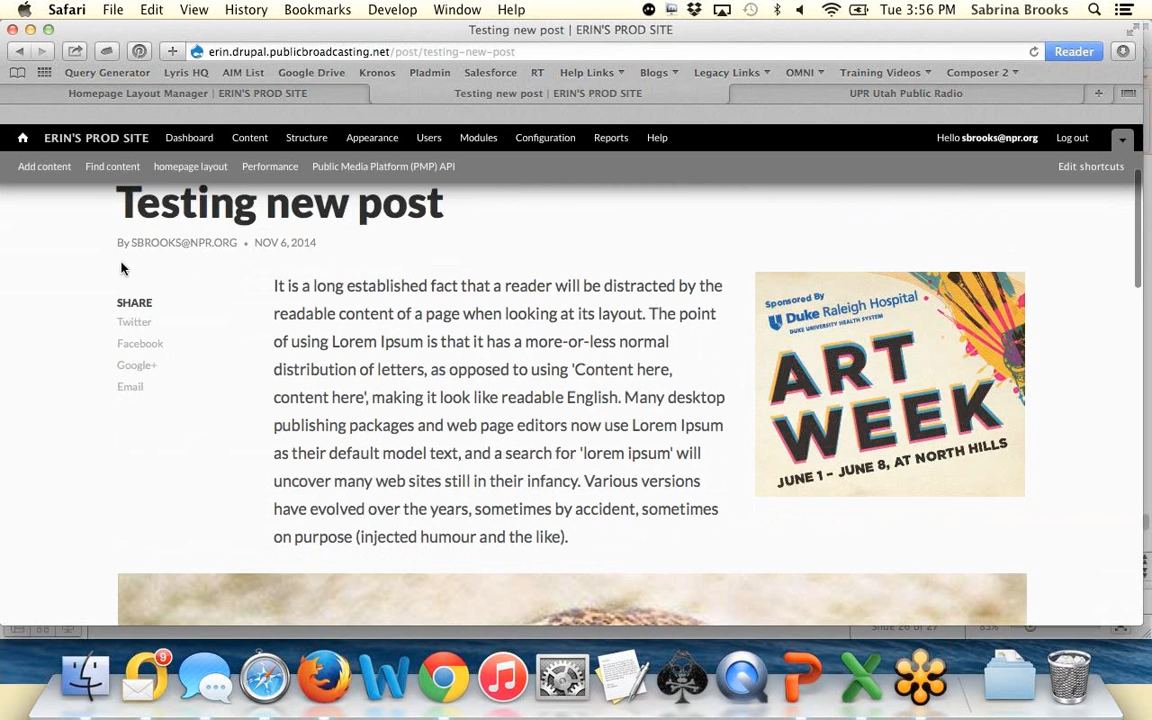 Safari File Edit View History Bookmarks Develop Window Help Tue 3:56 PM Sabrina Brooks
Testing new post | ERIN'S PROD SITE
erin.drupal.publicbroadcasting.net/post/testing-new-post Reader
Query Generator Lyris HQ AIM List Google Drive Kronos Pladmin Salesforce RT Help Links Blogs Legacy Links OMNI Training Videos Composer 2
Homepage Layout Manager | ERIN'S PROD SITE Testing new post | ERIN'S PROD SITE UPR Utah Public Radio
ERIN'S PROD SITE Dashboard Content Structure Appearance Users Modules Configuration Reports Help Hello sbrooks@npr.org Log out
Add content Find content homepage layout Performance Public Media Platform (PMP) API Edit shortcuts
Testing new post
By SBROOKS@NPR.ORG • NOV 6, 2014
SHARE
Twitter
Facebook
Google+
Email
It is a long established fact that a reader will be distracted by the
readable content of a page when looking at its layout. The point
of using Lorem Ipsum is that it has a more-or-less normal
distribution of letters, as opposed to using 'Content here,
content here', making it look like readable English. Many desktop
publishing packages and web page editors now use Lorem Ipsum
as their default model text, and a search for 'lorem ipsum' will
uncover many web sites still in their infancy. Various versions
have evolved over the years, sometimes by accident, sometimes
on purpose (injected humour and the like).
Sponsored By
Duke Raleigh Hospital
DUKE UNIVERSITY HEALTH SYSTEM
ART
WEEK
JUNE 1 – JUNE 8, AT NORTH HILLS
9